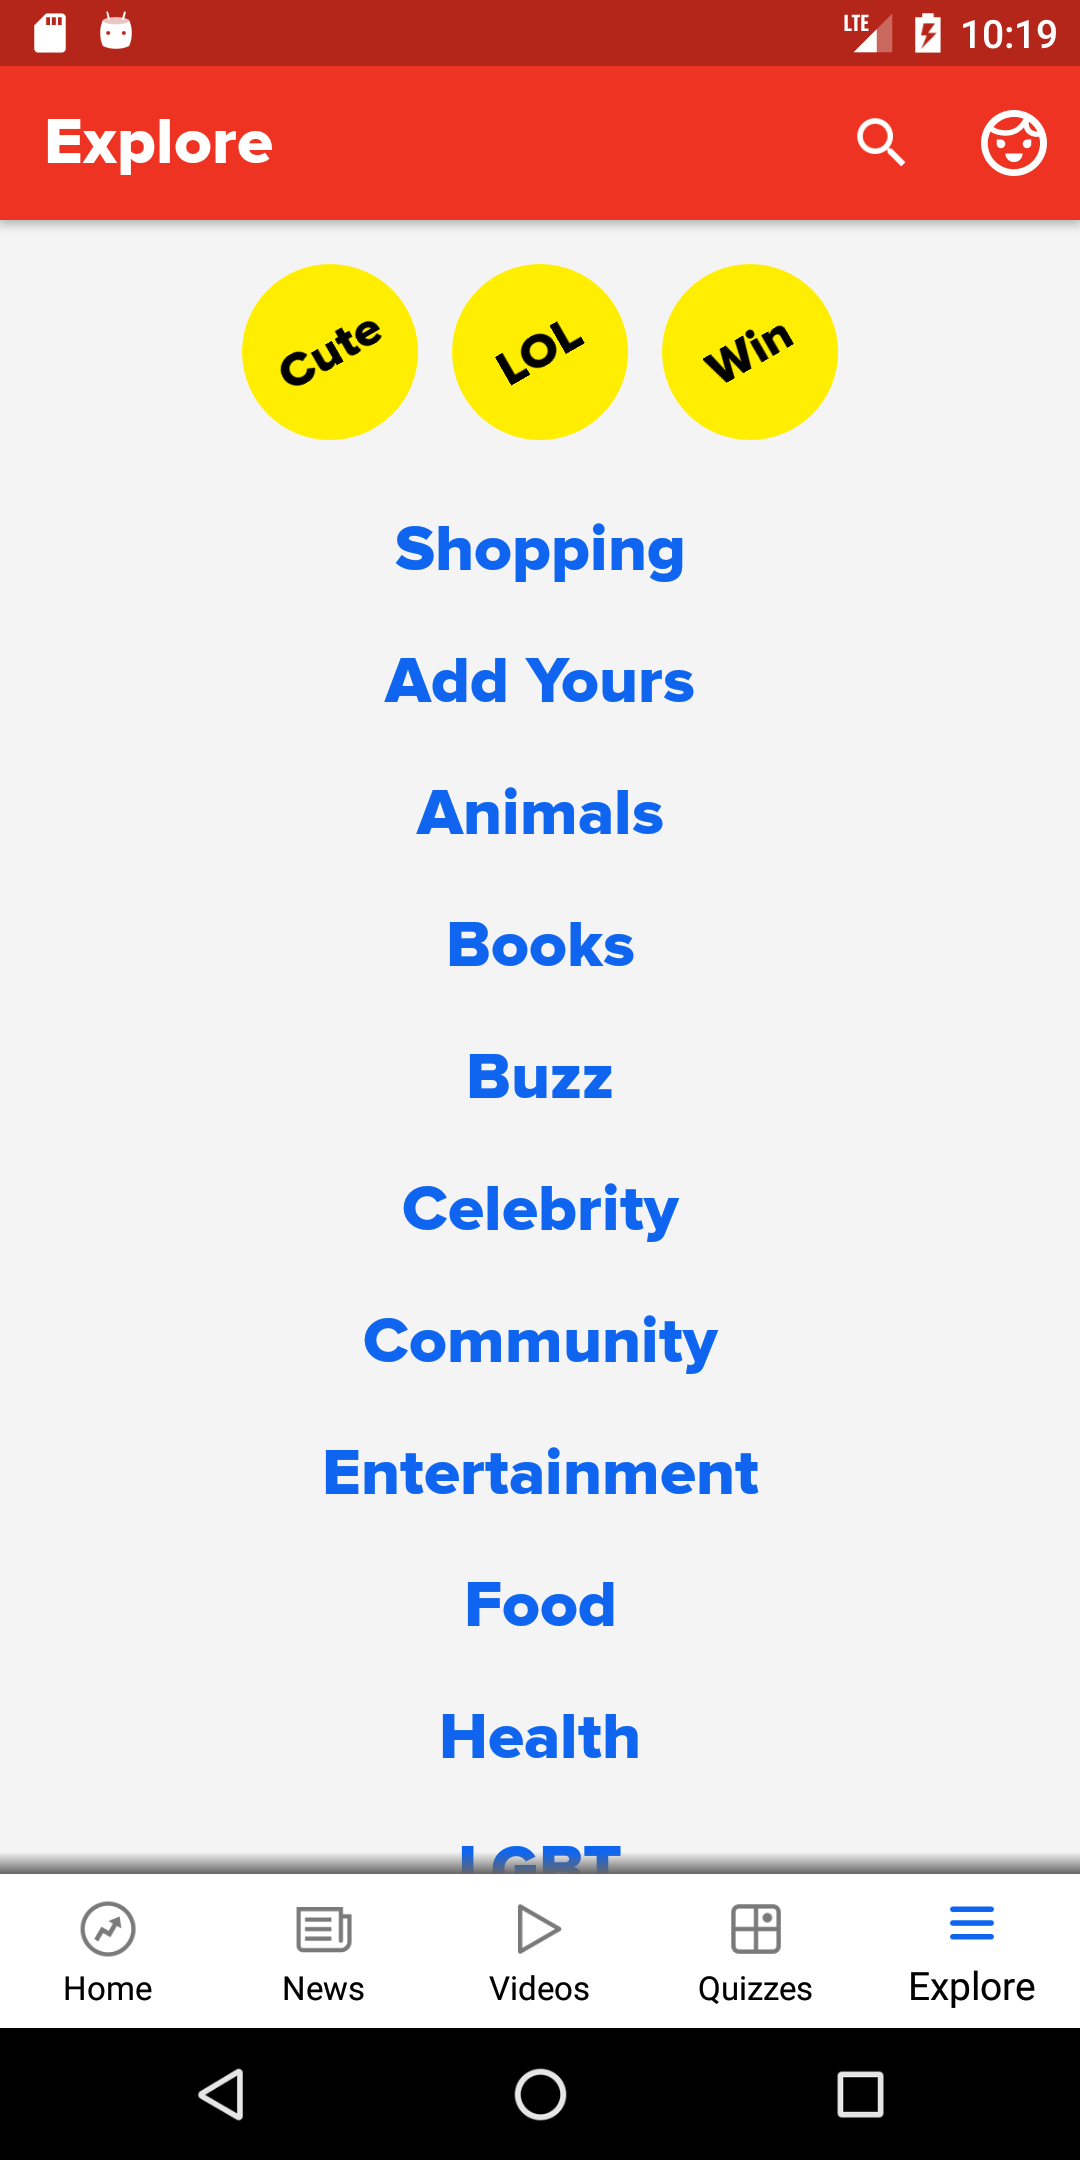 LTE 10:19
Explore
Cute LOL Win
Shopping
Add Yours
Animals
Books
Buzz
Celebrity
Community
Entertainment
Food
Health
LGBT
Home News Videos Quizzes Explore